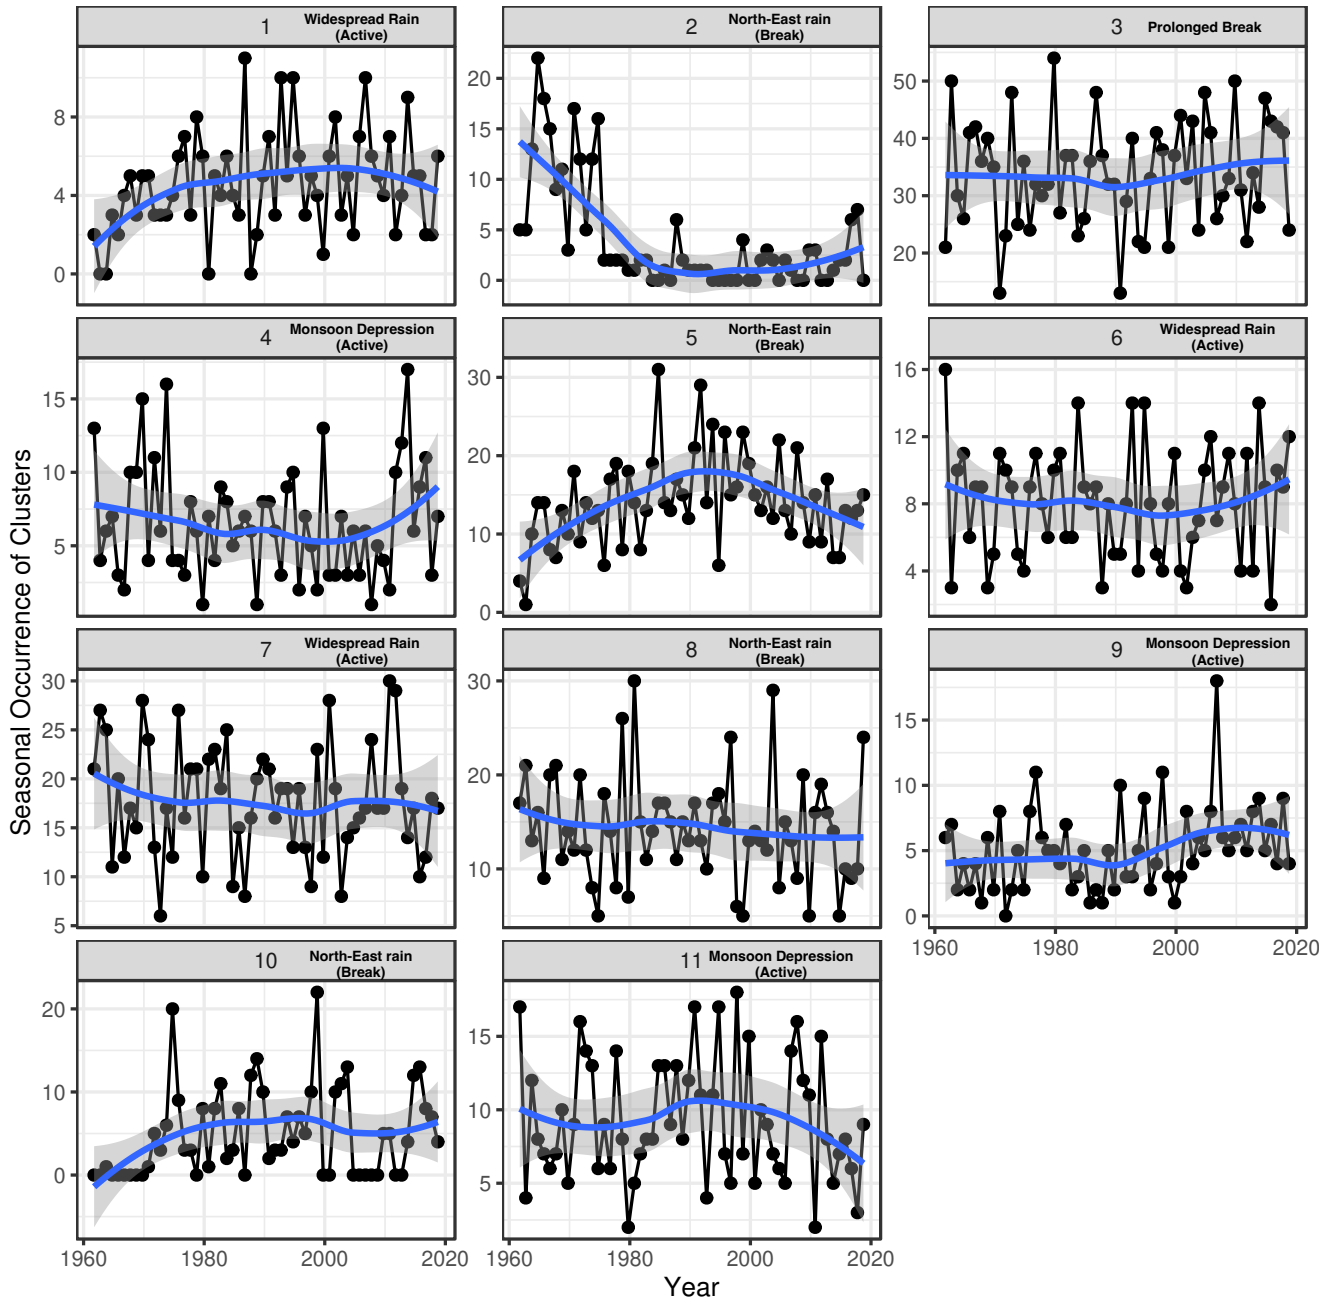 1 Widespread Rain
(Active)
2 North-East rain
(Break)
3 Prolonged Break
8
4
0
20
15
10
5
0
50
40
30
20
4 Monsoon Depression
(Active)
5 North-East rain
(Break)
6 Widespread Rain
(Active)
15
10
5
30
20
10
0
16
12
8
4
Seasonal Occurrence of Clusters
7 Widespread Rain
(Active)
8 North-East rain
(Break)
9 Monsoon Depression
(Active)
30
25
20
15
10
5
30
20
10
15
10
5
0
1960 1980 2000 2020
10 North-East rain
(Break)
11 Monsoon Depression
(Active)
20
10
0
15
10
5
1960 1980 2000 2020
1960 1980 2000 2020
Year